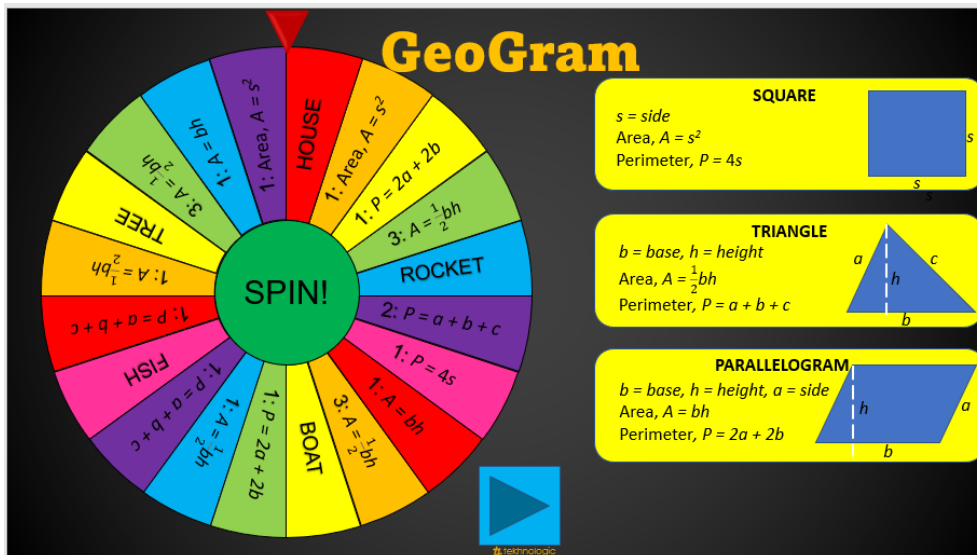 GeoGram
HOUSE
1: Area, A = s²
1: P = 2a + 2b
3: A = ½bh
ROCKET
2: P = a + b + c
1: P = 4s
1: A = bh
3: A = ½bh
BOAT
1: P = 2a + 2b
1: A = ½bh
1: P = a + b + c
FISH
1: P = a + b + c
1: A = ½bh
TREE
3: A = ½bh
1: A = bh
1: Area, A = s²
SPIN!
SQUARE
s = side
Area, A = s²
Perimeter, P = 4s
s
s
s
TRIANGLE
b = base, h = height
Area, A = ½bh
Perimeter, P = a + b + c
a
c
h
b
PARALLELOGRAM
b = base, h = height, a = side
Area, A = bh
Perimeter, P = 2a + 2b
h
a
b
tekhnologic